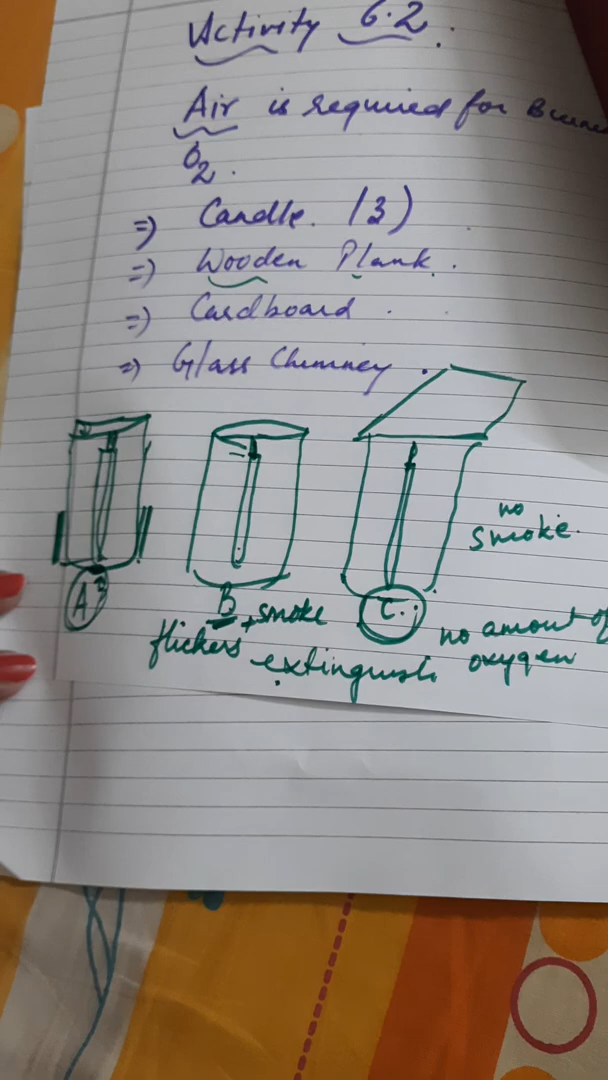 Activity 6.2.
Air is required for
O2.
=) Candle. (3)
=) Wooden Plank.
=) Cardboard.
=) Glass Chimney.
no
smoke.
A B C
flickers + smoke
extinguish
no amount of
oxygen